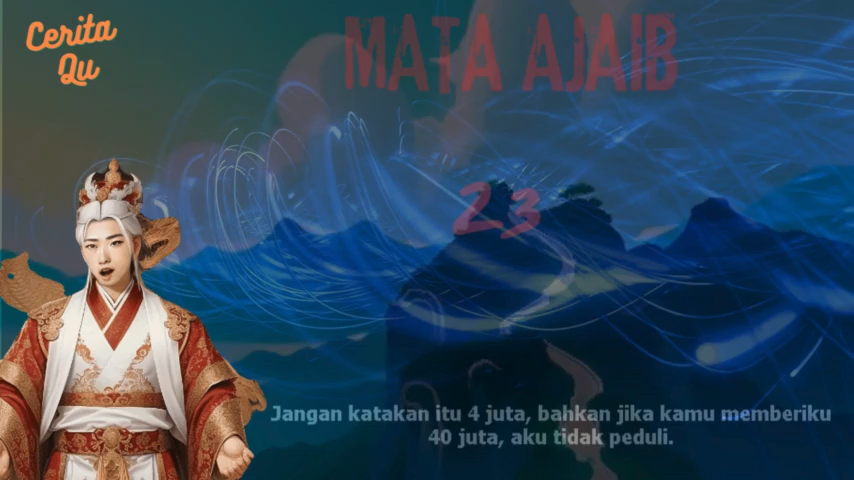 Cerita
Qu
MATA AJAIB
23
Jangan katakan itu 4 juta, bahkan jika kamu memberiku
40 juta, aku tidak peduli.